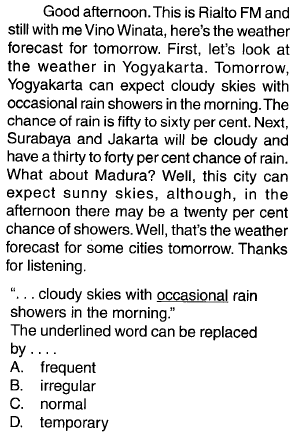 Good afternoon. This is Rialto FM and
still with me Vino Winata, here's the weather
forecast for tomorrow. First, let's look at
the weather in Yogyakarta. Tomorrow,
Yogyakarta can expect cloudy skies with
occasional rain showers in the morning. The
chance of rain is fifty to sixty per cent. Next,
Surabaya and Jakarta will be cloudy and
have a thirty to forty per cent chance of rain.
What about Madura? Well, this city can
expect sunny skies, although, in the
afternoon there may be a twenty per cent
chance of showers. Well, that's the weather
forecast for some cities tomorrow. Thanks
for listening.
“. . . cloudy skies with occasional rain
showers in the morning.”
The underlined word can be replaced
by . . . .
A. frequent
B. irregular
C. normal
D. temporary